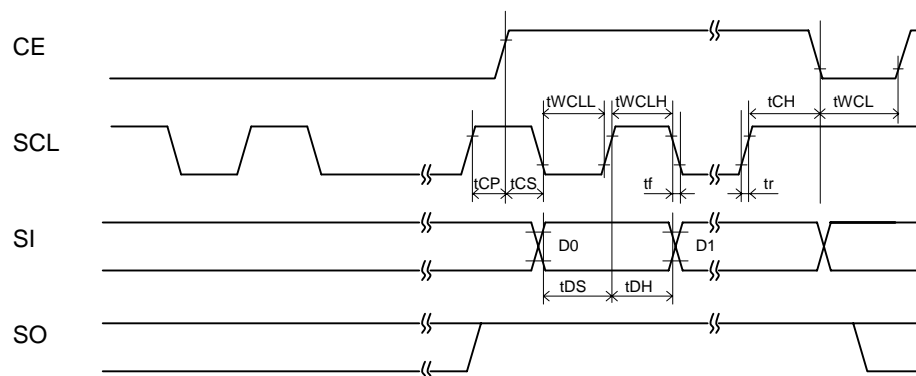 CE
tWCLL tWCLH tCH tWCL
SCL
tCP tCS tf tr
SI D0 D1
tDS tDH
SO